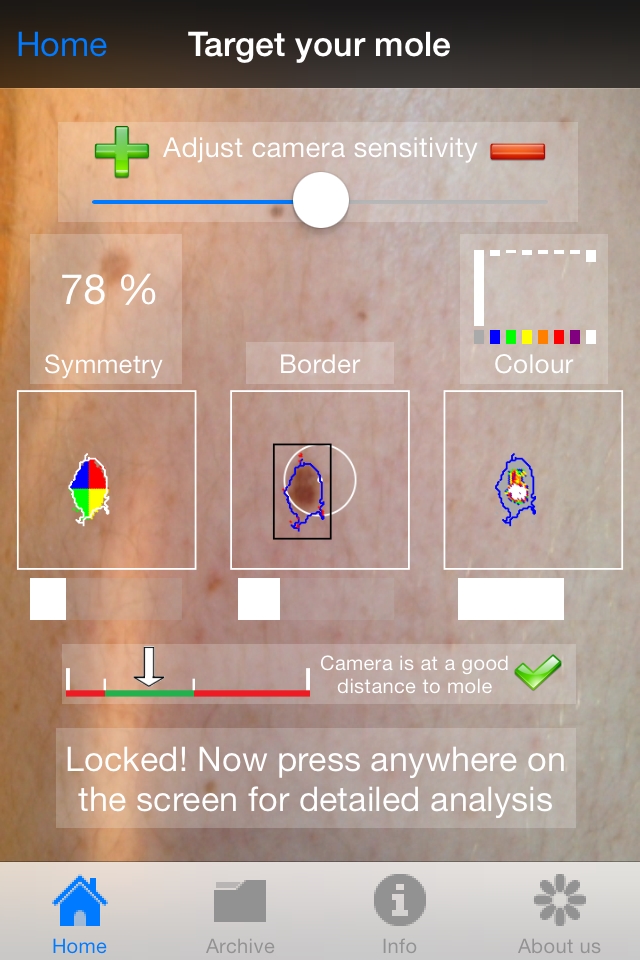 Home
Target your mole
Adjust camera sensitivity
78 %
Symmetry
Border
Colour
Camera is at a good
distance to mole
Locked! Now press anywhere on
the screen for detailed analysis
Home
Archive
Info
About us